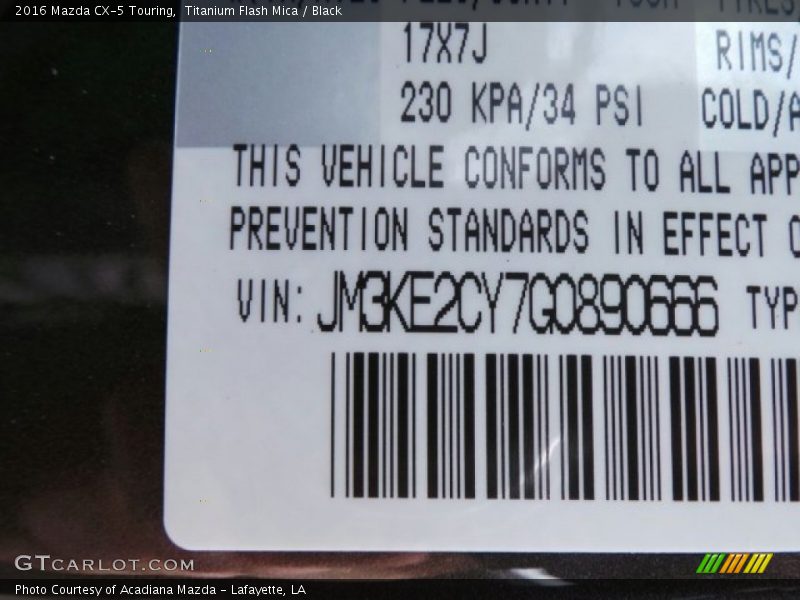 2016 Mazda CX-5 Touring, Titanium Flash Mica / Black
17X7J RIMS/
230 KPA/34 PSI COLD/A
THIS VEHICLE CONFORMS TO ALL APP
PREVENTION STANDARDS IN EFFECT O
VIN: JM3KE2CY7G0890666 TYP
GTCARLOT.COM
Photo Courtesy of Acadiana Mazda - Lafayette, LA